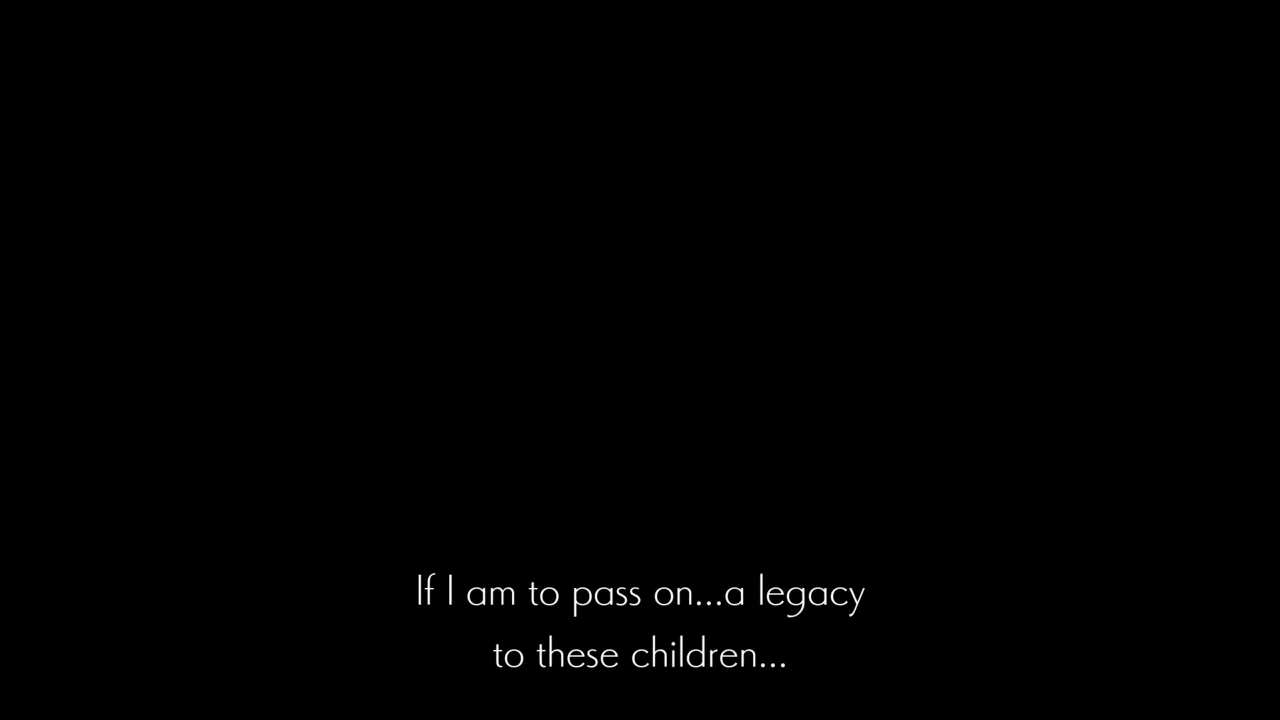 If I am to pass on...a legacy
to these children...